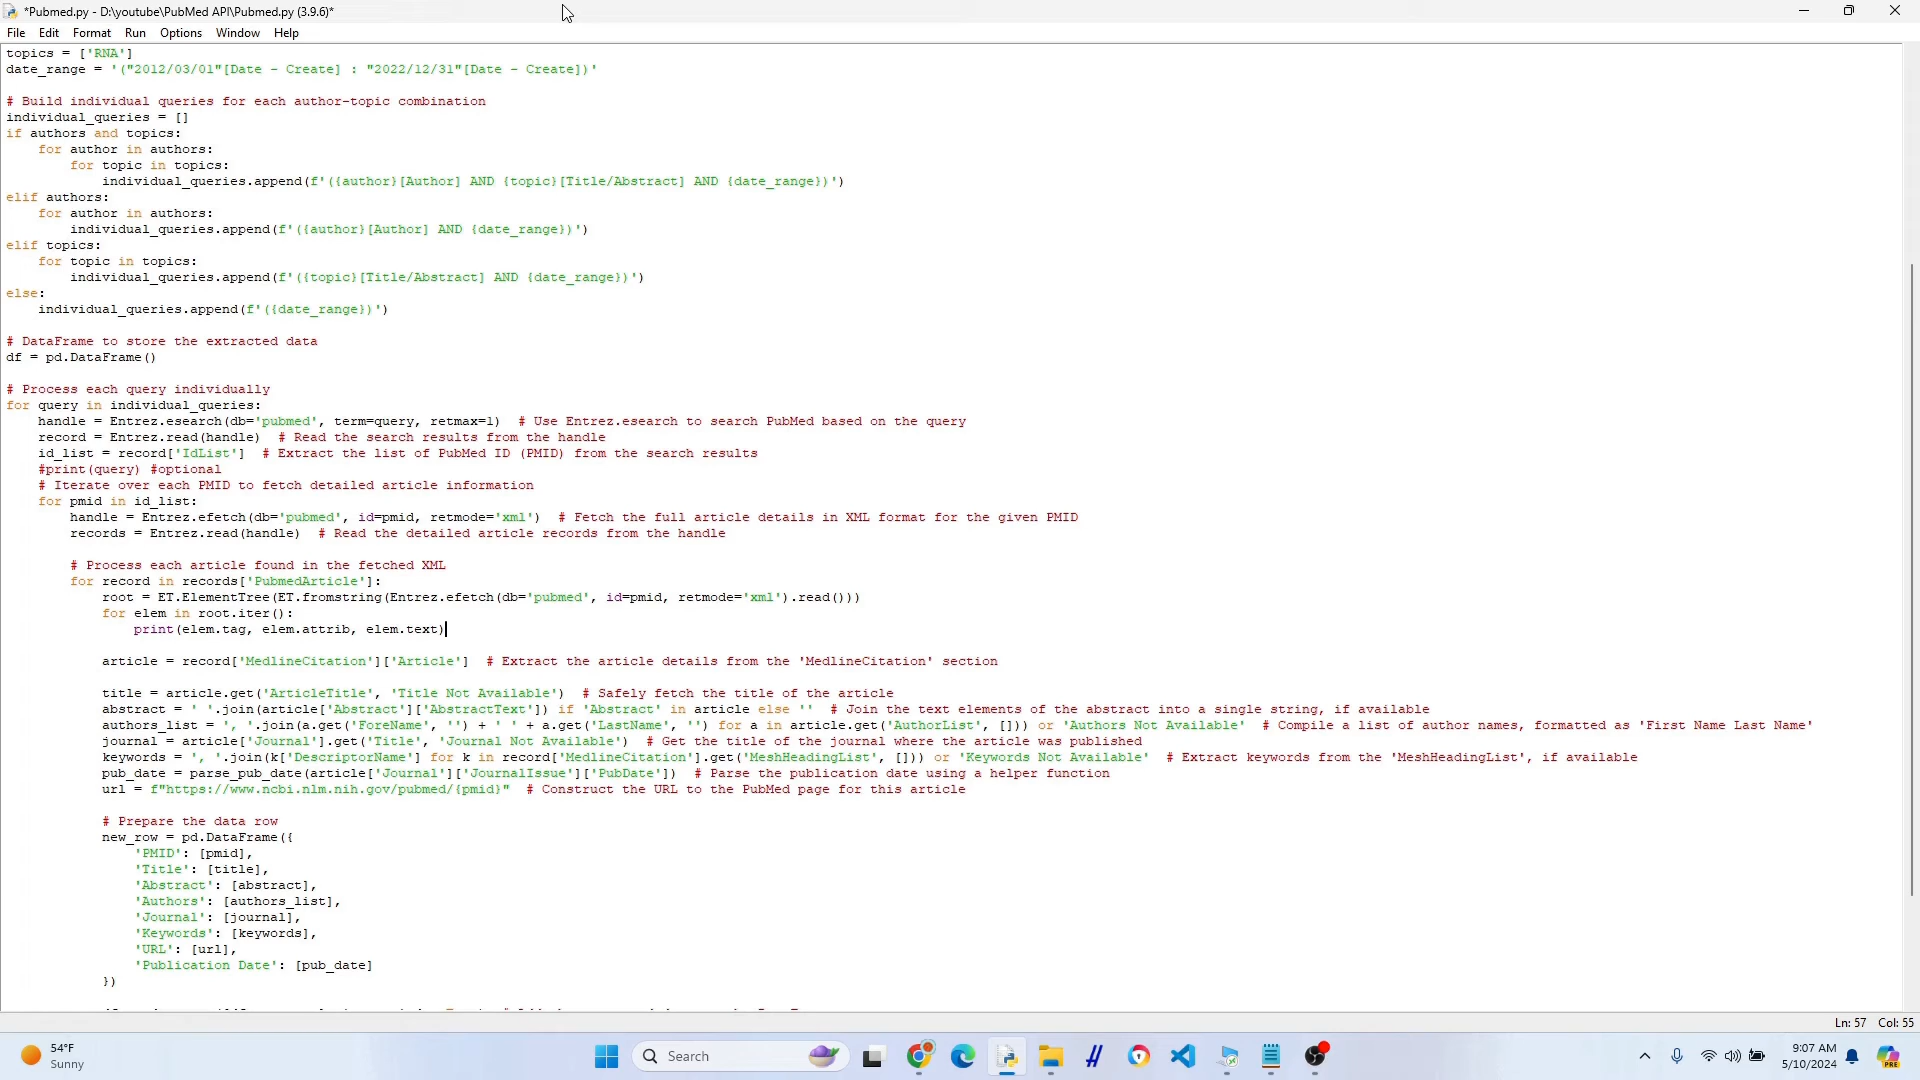 *Pubmed.py - D:\youtube\PubMed API\Pubmed.py (3.9.6)*
File Edit Format Run Options Window Help
topics = ['RNA']
date_range = '("2012/03/01"[Date - Create] : "2022/12/31"[Date - Create])'
# Build individual queries for each author-topic combination
individual_queries = []
if authors and topics:
    for author in authors:
        for topic in topics:
            individual_queries.append(f'({author}[Author] AND {topic}[Title/Abstract] AND {date_range})')
elif authors:
    for author in authors:
        individual_queries.append(f'({author}[Author] AND {date_range})')
elif topics:
    for topic in topics:
        individual_queries.append(f'({topic}[Title/Abstract] AND {date_range})')
else:
    individual_queries.append(f'({date_range})')
# DataFrame to store the extracted data
df = pd.DataFrame()
# Process each query individually
for query in individual_queries:
    handle = Entrez.esearch(db='pubmed', term=query, retmax=1)  # Use Entrez.esearch to search PubMed based on the query
    record = Entrez.read(handle)  # Read the search results from the handle
    id_list = record['IdList']  # Extract the list of PubMed ID (PMID) from the search results
    #print(query) #optional
    # Iterate over each PMID to fetch detailed article information
    for pmid in id_list:
        handle = Entrez.efetch(db='pubmed', id=pmid, retmode='xml')  # Fetch the full article details in XML format for the given PMID
        records = Entrez.read(handle)  # Read the detailed article records from the handle
        # Process each article found in the fetched XML
        for record in records['PubmedArticle']:
            root = ET.ElementTree(ET.fromstring(Entrez.efetch(db='pubmed', id=pmid, retmode='xml').read()))
            for elem in root.iter():
                print(elem.tag, elem.attrib, elem.text)
            article = record['MedlineCitation']['Article']  # Extract the article details from the 'MedlineCitation' section
            title = article.get('ArticleTitle', 'Title Not Available')  # Safely fetch the title of the article
            abstract = ' '.join(article['Abstract']['AbstractText']) if 'Abstract' in article else ''  # Join the text elements of the abstract into a single string, if available
            authors_list = ', '.join(a.get('ForeName', '') + ' ' + a.get('LastName', '') for a in article.get('AuthorList', [])) or 'Authors Not Available'  # Compile a list of author names, formatted as 'First Name Last Name'
            journal = article['Journal'].get('Title', 'Journal Not Available')  # Get the title of the journal where the article was published
            keywords = ', '.join(k['DescriptorName'] for k in record['MedlineCitation'].get('MeshHeadingList', [])) or 'Keywords Not Available'  # Extract keywords from the 'MeshHeadingList', if available
            pub_date = parse_pub_date(article['Journal']['JournalIssue']['PubDate'])  # Parse the publication date using a helper function
            url = f"https://www.ncbi.nlm.nih.gov/pubmed/{pmid}"  # Construct the URL to the PubMed page for this article
            # Prepare the data row
            new_row = pd.DataFrame({
                'PMID': [pmid],
                'Title': [title],
                'Abstract': [abstract],
                'Authors': [authors_list],
                'Journal': [journal],
                'Keywords': [keywords],
                'URL': [url],
                'Publication Date': [pub_date]
            })
Ln: 57 Col: 55
54°F
Sunny
Search
9:07 AM
5/10/2024
PRE